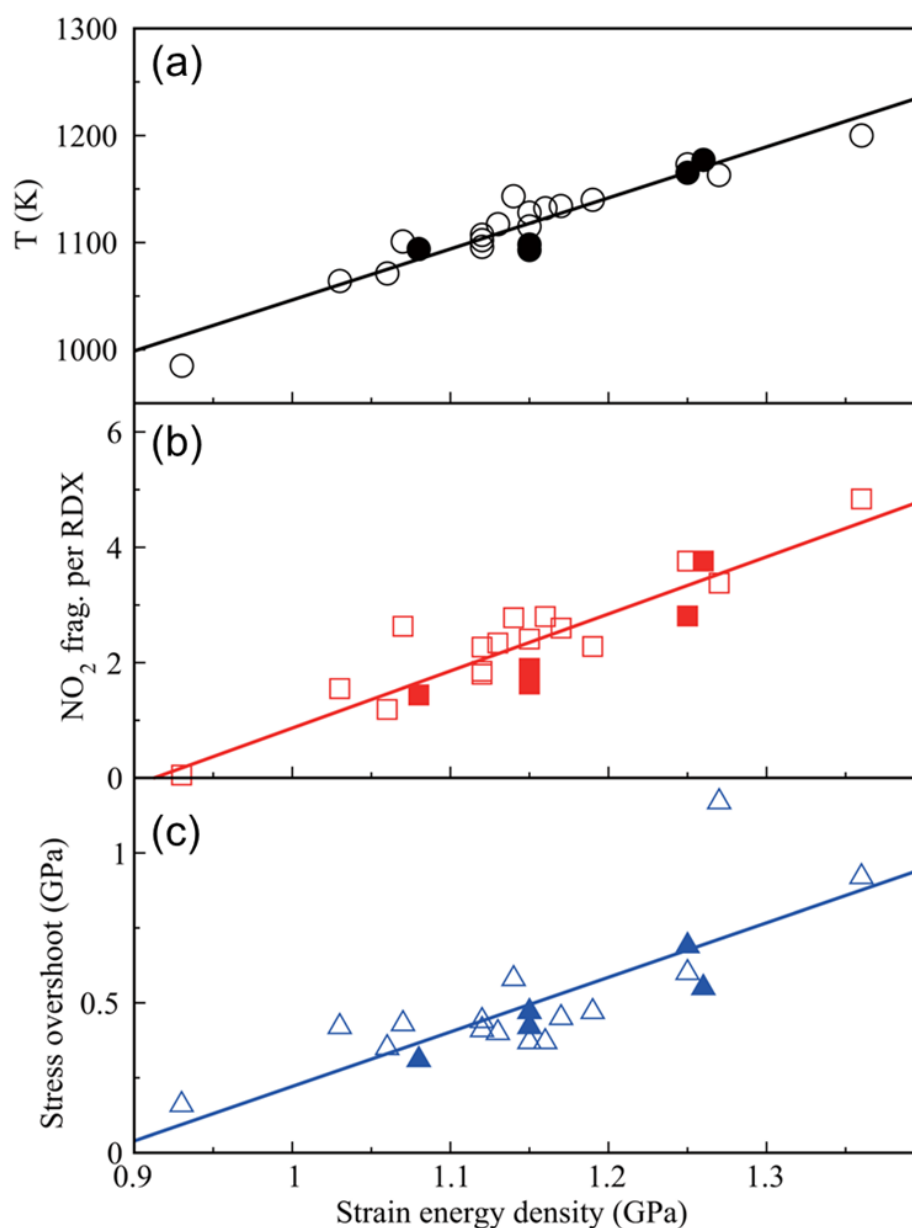 1300
(a)
1200
T (K)
1100
1000
6
(b)
NO2 frag. per RDX
4
2
0
(c)
1
Stress overshoot (GPa)
0.5
0
0.9 1 1.1 1.2 1.3
Strain energy density (GPa)